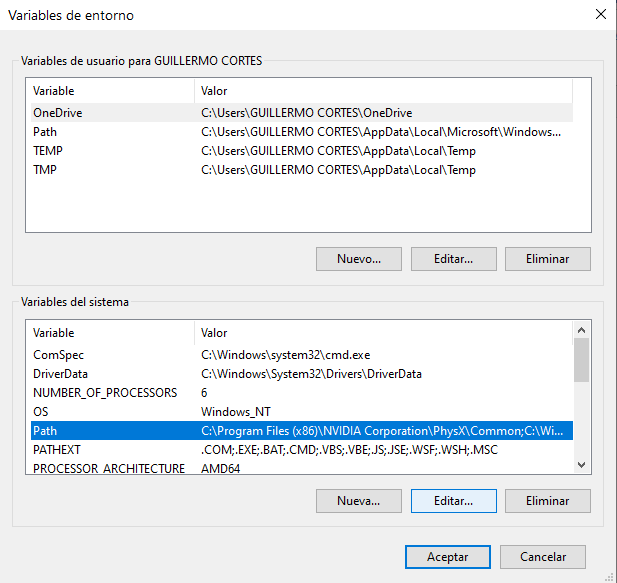 Variables de entorno
Variables de usuario para GUILLERMO CORTES
Variable Valor
OneDrive C:\Users\GUILLERMO CORTES\OneDrive
Path C:\Users\GUILLERMO CORTES\AppData\Local\Microsoft\Windows...
TEMP C:\Users\GUILLERMO CORTES\AppData\Local\Temp
TMP C:\Users\GUILLERMO CORTES\AppData\Local\Temp
Nuevo... Editar... Eliminar
Variables del sistema
Variable Valor
ComSpec C:\Windows\system32\cmd.exe
DriverData C:\Windows\System32\Drivers\DriverData
NUMBER_OF_PROCESSORS 6
OS Windows_NT
Path C:\Program Files (x86)\NVIDIA Corporation\PhysX\Common;C:\Wi...
PATHEXT .COM;.EXE;.BAT;.CMD;.VBS;.VBE;.JS;.JSE;.WSF;.WSH;.MSC
PROCESSOR_ARCHITECTURE AMD64
Nueva... Editar... Eliminar
Aceptar Cancelar